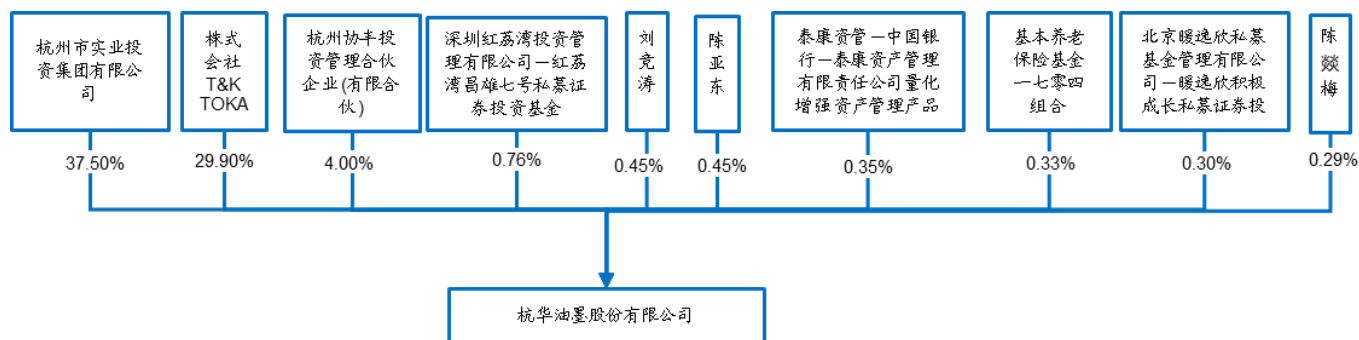 杭州市实业投
资集团有限公
司
株式
会社
T&K
TOKA
杭州协丰投
资管理合伙
企业(有限合
伙)
深圳红荔湾投资管
理有限公司—红荔
湾昌雄七号私募证
券投资基金
刘
竞
涛
陈
亚
东
泰康资管—中国银
行—泰康资产管理
有限责任公司量化
增强资产管理产品
基本养老
保险基金
一七零四
组合
北京暖逸欣私募
基金管理有限公
司—暖逸欣积极
成长私募证券投
陈
燚
梅
37.50%
29.90%
4.00%
0.76%
0.45%
0.45%
0.35%
0.33%
0.30%
0.29%
杭华油墨股份有限公司